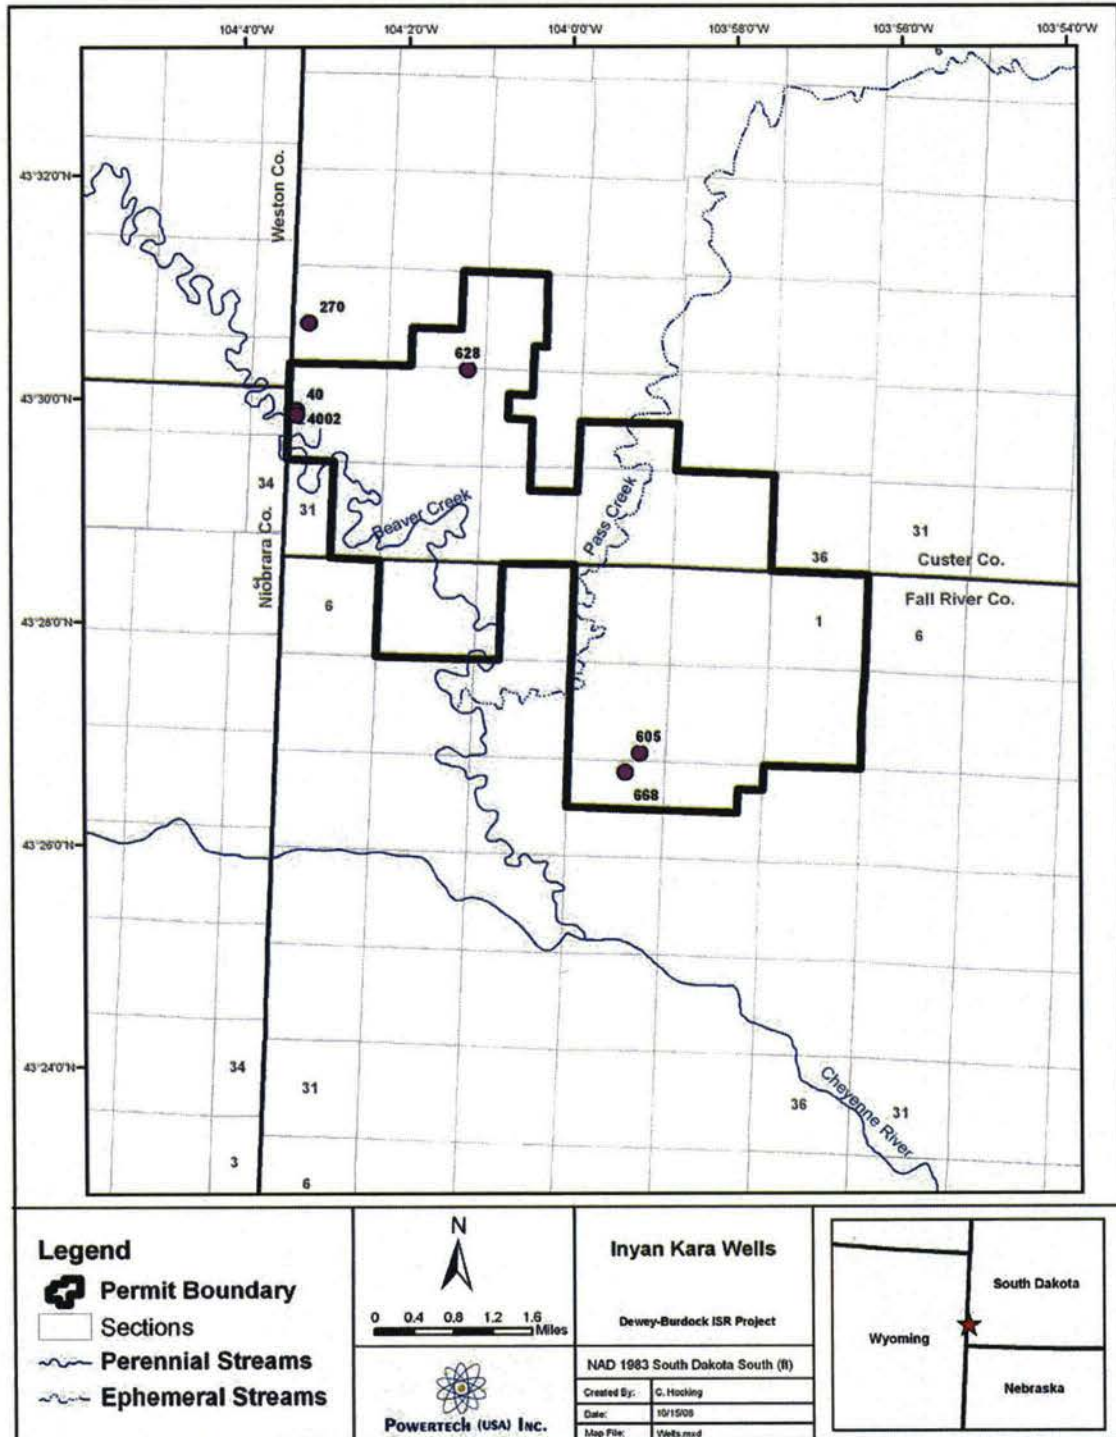 104°4'0"W 104°2'0"W 104°0'0"W 103°58'0"W 103°56'0"W 103°54'0"W
6
43°32'0"N
Weston Co.
270
628
43°30'0"N
40
4002
34
31
Beaver Creek
Pass Creek
31
36
Custer Co.
Niobrara Co.
Fall River Co.
6
1
6
43°28'0"N
605
668
43°26'0"N
43°24'0"N
34
31
Cheyenne River
36
31
3
6
Legend
Permit Boundary
Sections
Perennial Streams
Ephemeral Streams
N
0 0.4 0.8 1.2 1.6
Miles
POWERTECH (USA) INC.
Inyan Kara Wells
Dewey-Burdock ISR Project
NAD 1983 South Dakota South (ft)
Created By: C. Hocking
Date:
Map File: Wells.mxd
South Dakota
Wyoming
Nebraska